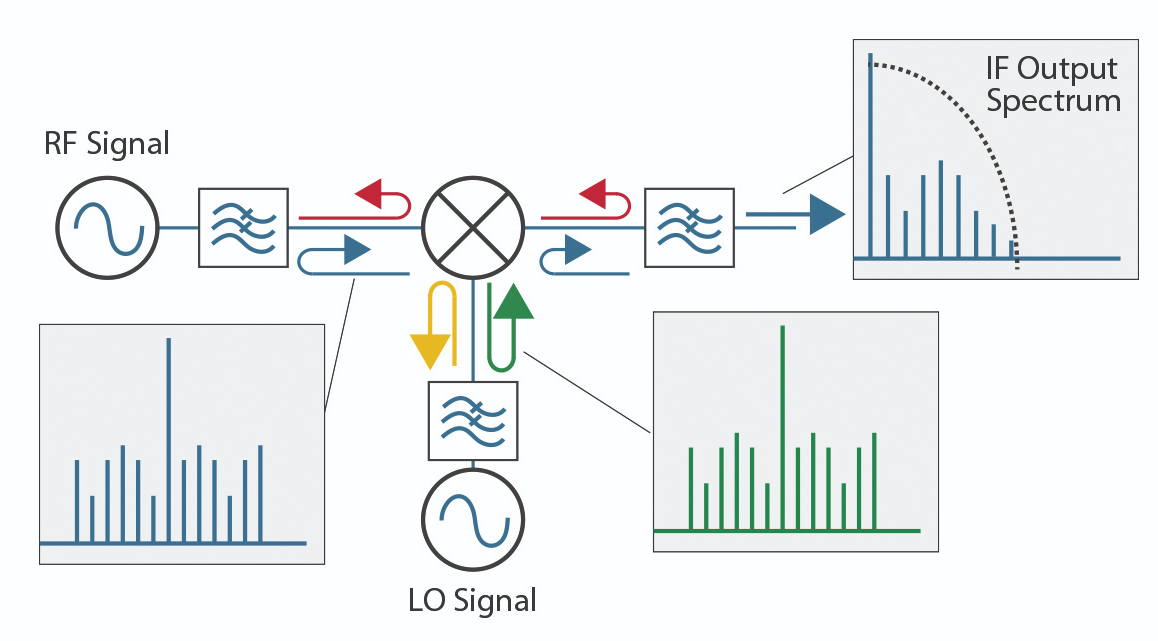 IF Output
Spectrum
RF Signal
LO Signal